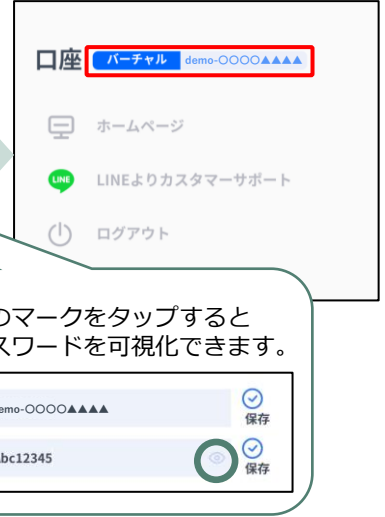 口座 バーチャル demo-○○○○▲▲▲▲
ホームページ
LINE LINEよりカスタマーサポート
ログアウト
のマークをタップすると
スワードを可視化できます。
emo-○○○○▲▲▲▲
保存
bc12345
保存